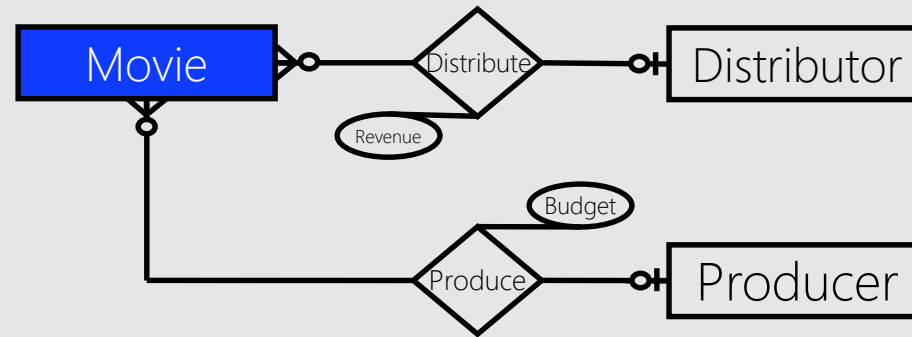 Movie
Distribute
Distributor
Revenue
Budget
Produce
Producer